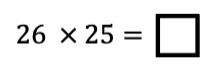 26 × 25 = □